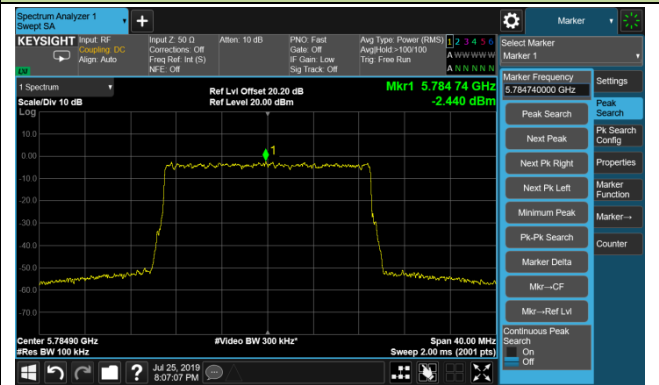 Spectrum Analyzer 1
Swept SA
Marker
KEYSIGHT
Input: RF
Coupling: DC
Align: Auto
Input Z: 50 Ω
Corrections: Off
Freq Ref: Int (S)
NFE: Off
Atten: 10 dB
PNO: Fast
Gate: Off
IF Gain: Low
Sig Track: Off
Avg Type: Power (RMS)
Avg|Hold:>100/100
Trig: Free Run
1 2 3 4 5 6
A W W W W W
A N N N N N
LXI
Select Marker
Marker 1
1 Spectrum
Scale/Div 10 dB
Log
Ref Lvl Offset 20.20 dB
Ref Level 20.00 dBm
Mkr1 5.784 74 GHz
-2.440 dBm
10.0
0.00
-10.0
-20.0
-30.0
-40.0
-50.0
-60.0
-70.0
1
Center 5.78490 GHz
#Res BW 100 kHz
#Video BW 300 kHz*
Span 40.00 MHz
Sweep 2.00 ms (2001 pts)
Marker Frequency
5.784740000 GHz
Peak Search
Next Peak
Next Pk Right
Next Pk Left
Minimum Peak
Pk-Pk Search
Marker Delta
Mkr→CF
Mkr→Ref Lvl
Continuous Peak
Search
On
Off
Settings
Peak
Search
Pk Search
Config
Properties
Marker
Function
Marker→
Counter
?
Jul 25, 2019
8:07:07 PM